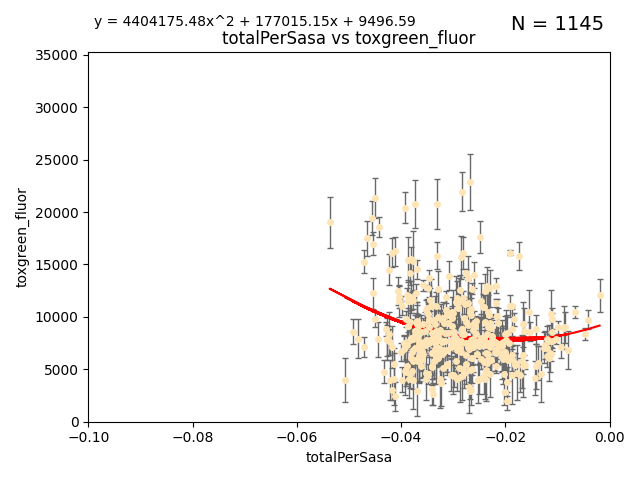 y = 4404175.48x^2 + 177015.15x + 9496.59
N = 1145
totalPerSasa vs toxgreen_fluor
35000
30000
25000
20000
15000
10000
5000
0
toxgreen_fluor
−0.10
−0.08
−0.06
−0.04
−0.02
0.00
totalPerSasa